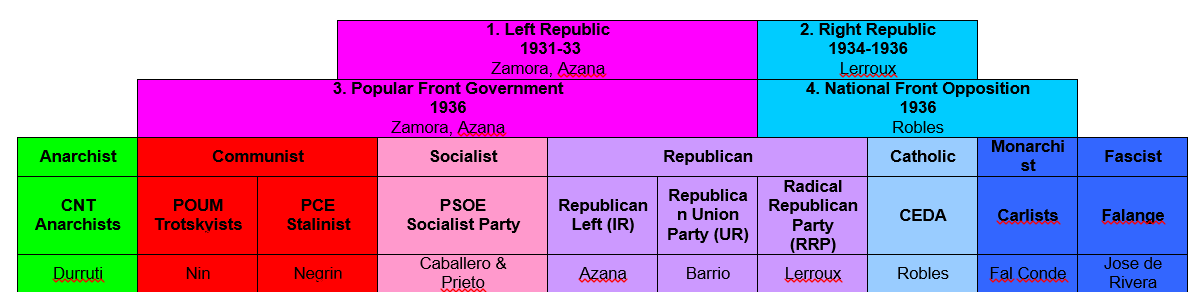 1. Left Republic
1931-33
Zamora, Azana
2. Right Republic
1934-1936
Lerroux
3. Popular Front Government
1936
Zamora, Azana
4. National Front Opposition
1936
Robles
Anarchist
Communist
Socialist
Republican
Catholic
Monarchi
st
Fascist
CNT
Anarchists
POUM
Trotskyists
PCE
Stalinist
PSOE
Socialist Party
Republican
Left (IR)
Republica
n Union
Party (UR)
Radical
Republican
Party
(RRP)
CEDA
Carlists
Falange
Durruti
Nin
Negrin
Caballero &
Prieto
Azana
Barrio
Lerroux
Robles
Fal Conde
Jose de
Rivera